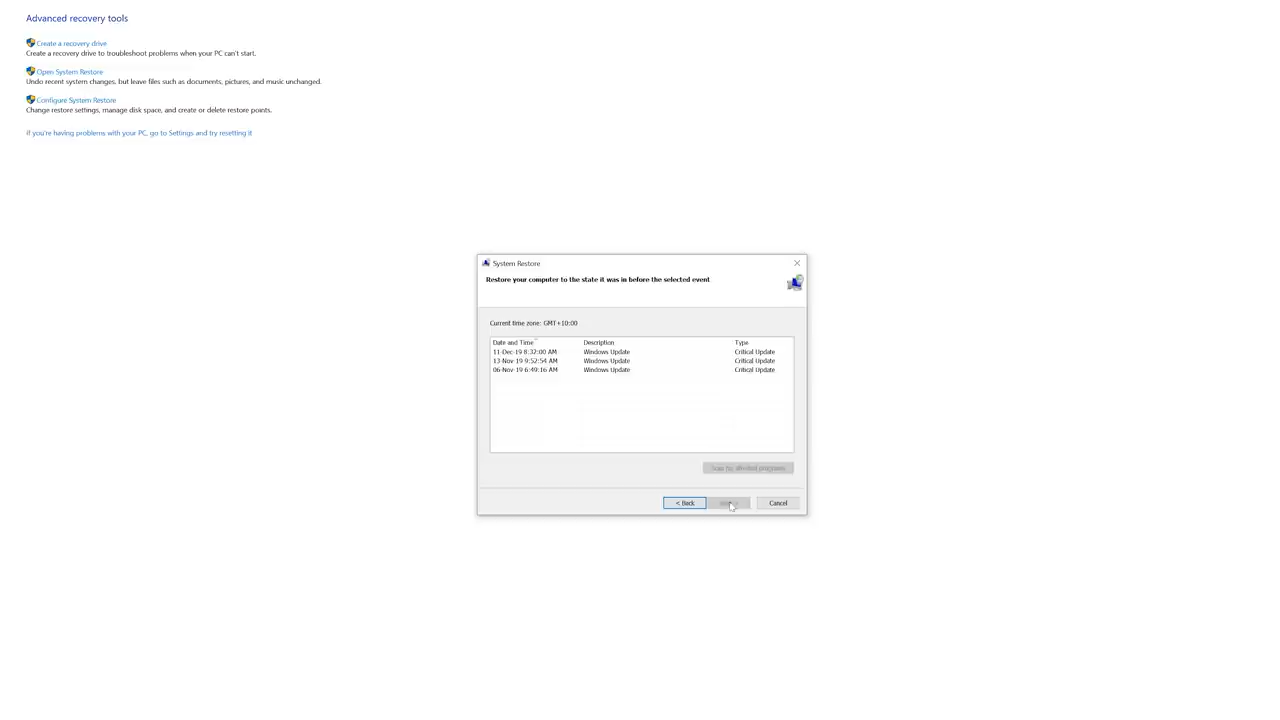 Advanced recovery tools
Create a recovery drive
Create a recovery drive to troubleshoot problems when your PC can't start.
Open System Restore
Undo recent system changes, but leave files such as documents, pictures, and music unchanged.
Configure System Restore
Change restore settings, manage disk space, and create or delete restore points.
If you're having problems with your PC, go to Settings and try resetting it
System Restore
Restore your computer to the state it was in before the selected event
Current time zone: GMT+10:00
Date and Time Description Type
11-Dec-19 8:32:00 AM Windows Update Critical Update
13-Nov-19 9:52:54 AM Windows Update Critical Update
06-Nov-19 6:49:16 AM Windows Update Critical Update
Scan for affected programs
< Back Cancel